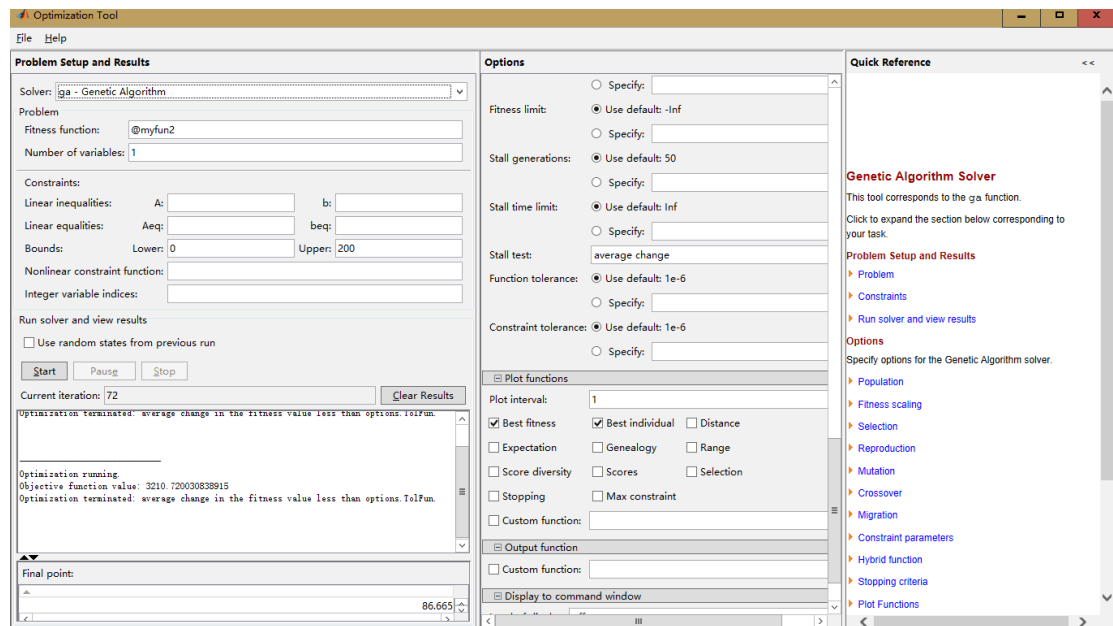 Optimization Tool
File Help
Problem Setup and Results
Solver: ga - Genetic Algorithm
Problem
Fitness function: @myfun2
Number of variables: 1
Constraints:
Linear inequalities: A: b:
Linear equalities: Aeq: beq:
Bounds: Lower: 0 Upper: 200
Nonlinear constraint function:
Integer variable indices:
Run solver and view results
Use random states from previous run
Start Pause Stop
Current iteration: 72 Clear Results
Optimization terminated: average change in the fitness value less than options.TolFun.
Optimization running.
Objective function value: 3210.720030838915
Optimization terminated: average change in the fitness value less than options.TolFun.
Final point:
86.665
Options
Specify:
Fitness limit: Use default: -Inf
Specify:
Stall generations: Use default: 50
Specify:
Stall time limit: Use default: Inf
Specify:
Stall test: average change
Function tolerance: Use default: 1e-6
Specify:
Constraint tolerance: Use default: 1e-6
Specify:
Plot functions
Plot interval: 1
Best fitness Best individual Distance
Expectation Genealogy Range
Score diversity Scores Selection
Stopping Max constraint
Custom function:
Output function
Custom function:
Display to command window
Quick Reference <<
Genetic Algorithm Solver
This tool corresponds to the ga function.
Click to expand the section below corresponding to
your task.
Problem Setup and Results
Problem
Constraints
Run solver and view results
Options
Specify options for the Genetic Algorithm solver.
Population
Fitness scaling
Selection
Reproduction
Mutation
Crossover
Migration
Constraint parameters
Hybrid function
Stopping criteria
Plot Functions